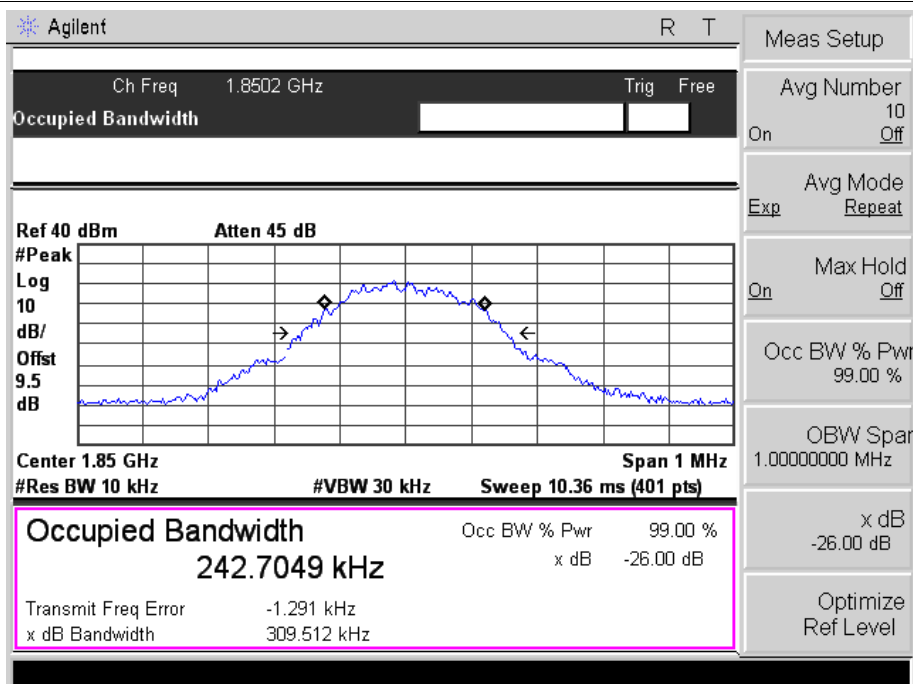 Agilent R T
Ch Freq 1.8502 GHz Trig Free
Occupied Bandwidth
Ref 40 dBm Atten 45 dB
#Peak
Log
10
dB/
Offst
9.5
dB
Center 1.85 GHz Span 1 MHz
#Res BW 10 kHz #VBW 30 kHz Sweep 10.36 ms (401 pts)
Occupied Bandwidth Occ BW % Pwr 99.00 %
242.7049 kHz x dB -26.00 dB
Transmit Freq Error -1.291 kHz
x dB Bandwidth 309.512 kHz
Meas Setup
Avg Number
10
On Off
Avg Mode
Exp Repeat
Max Hold
On Off
Occ BW % Pwr
99.00 %
OBW Span
1.00000000 MHz
x dB
-26.00 dB
Optimize
Ref Level